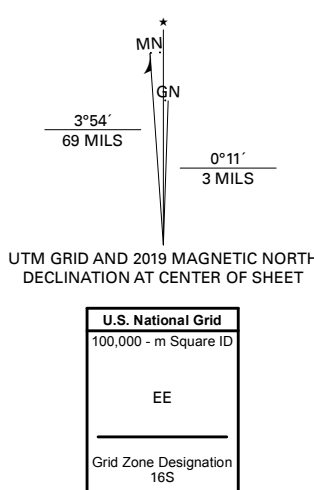 MN
GN
3°54´
69 MILS
0°11´
3 MILS
UTM GRID AND 2019 MAGNETIC NORTH
DECLINATION AT CENTER OF SHEET
U.S. National Grid
100,000 - m Square ID
EE
Grid Zone Designation
16S